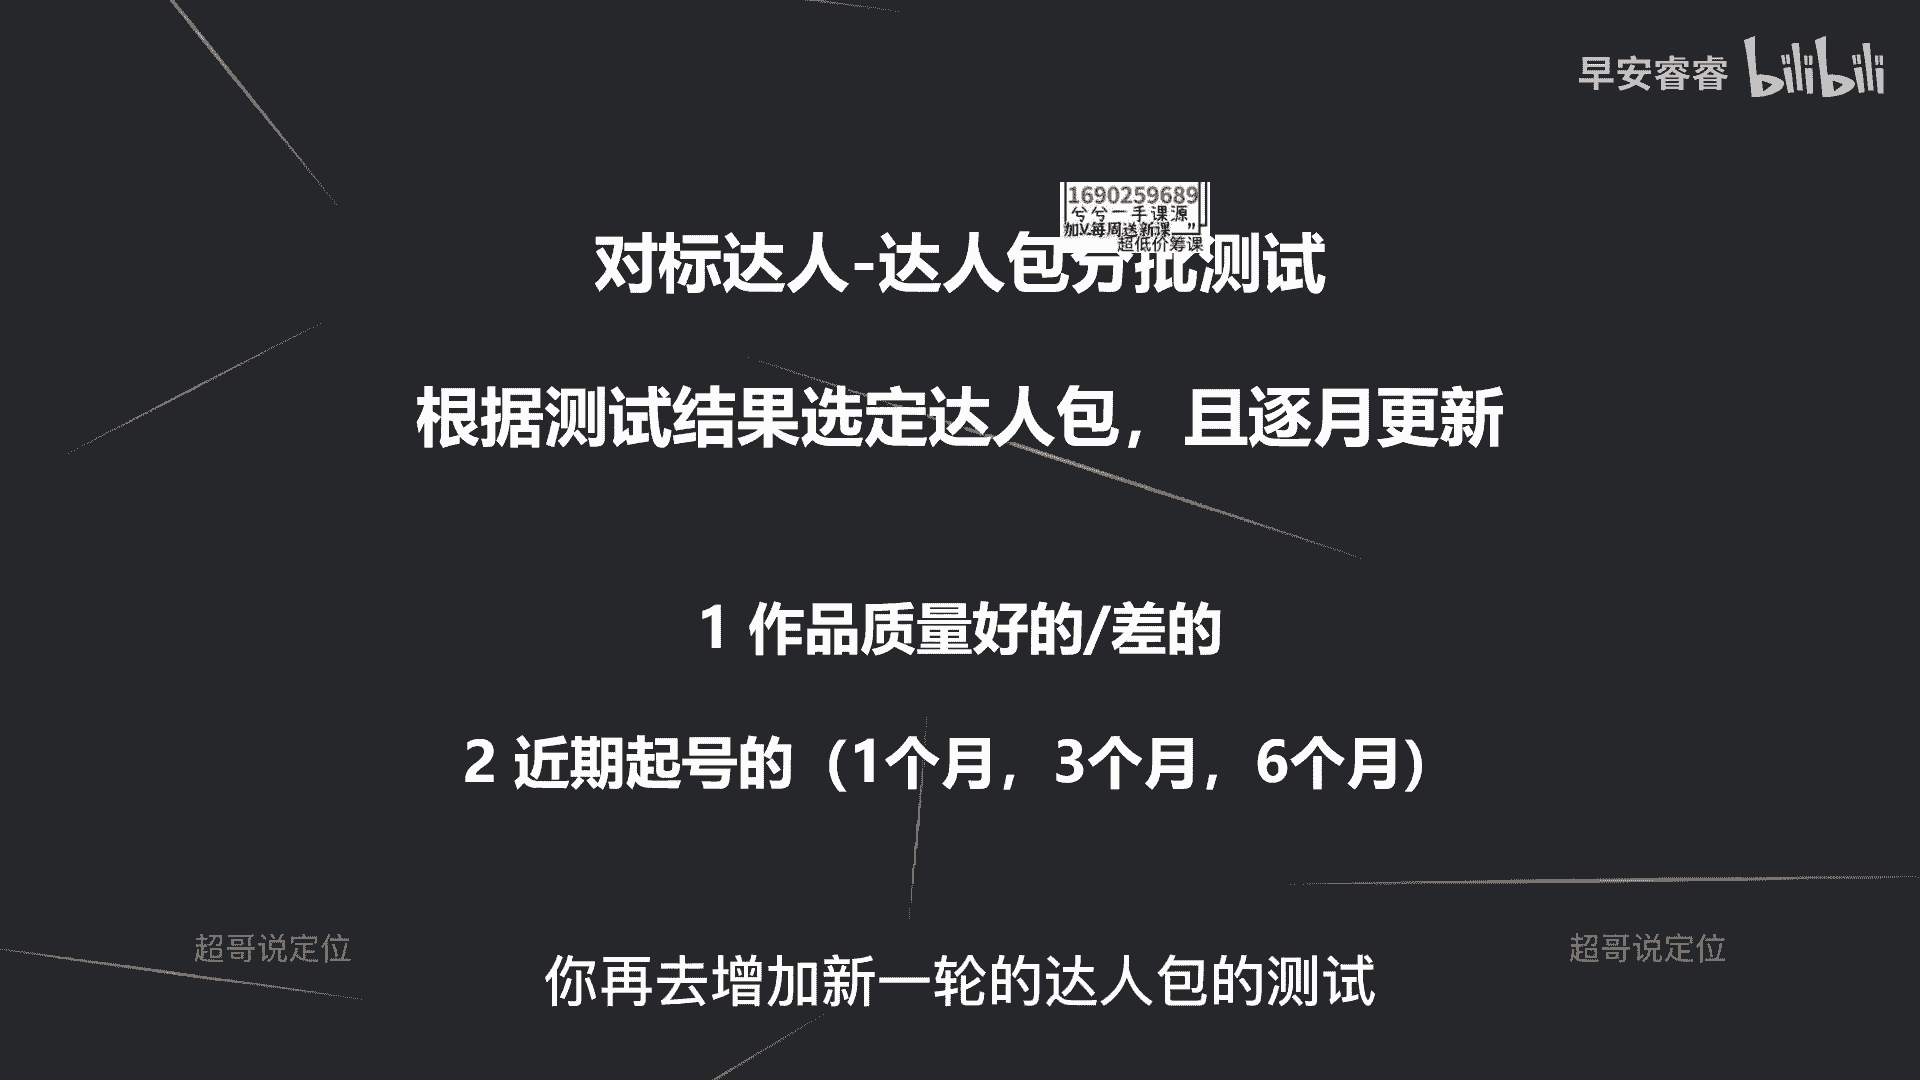 早安睿睿 bilibili
1690259689
兮兮一手课源
加V每周送新课
超低价筹课
对标达人-达人包分批测试
根据测试结果选定达人包，且逐月更新
1 作品质量好的/差的
2 近期起号的（1个月，3个月，6个月）
超哥说定位
超哥说定位
你再去增加新一轮的达人包的测试